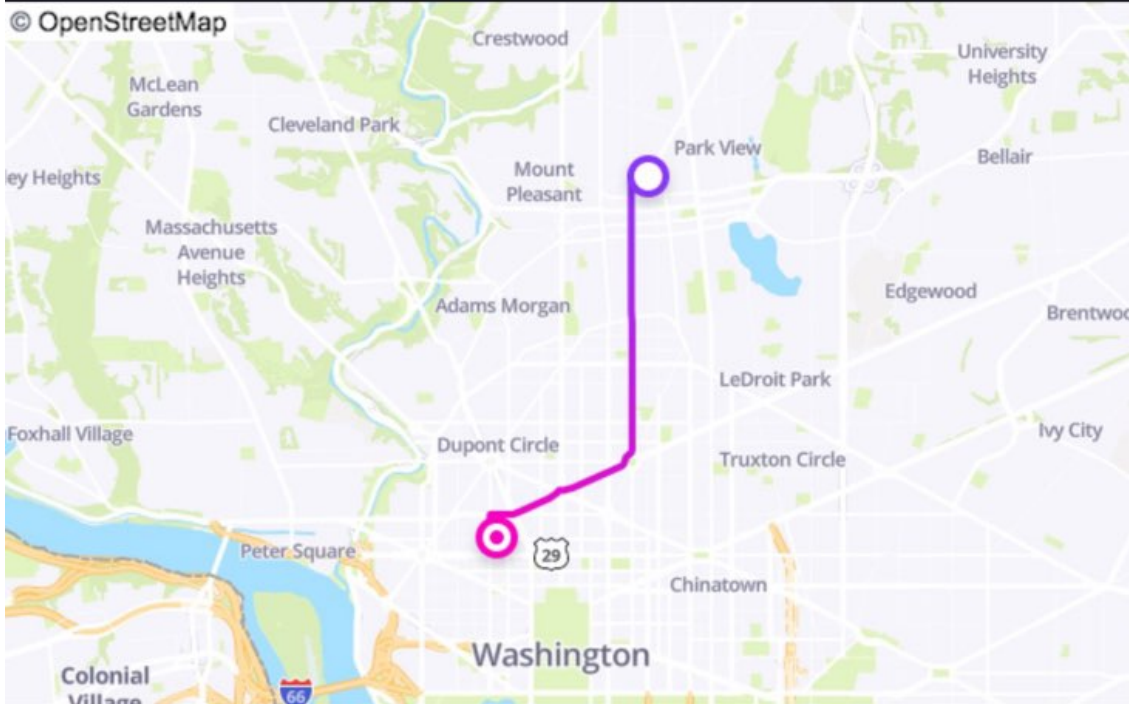 © OpenStreetMap
Crestwood
University
Heights
McLean
Gardens
Cleveland Park
Park View
Bellair
Mount
Pleasant
ey Heights
Massachusetts
Avenue
Heights
Edgewood
Adams Morgan
Brentwoo
LeDroit Park
Foxhall Village
Dupont Circle
Ivy City
Truxton Circle
Peter Square
29
Chinatown
Washington
Colonial
Village
66